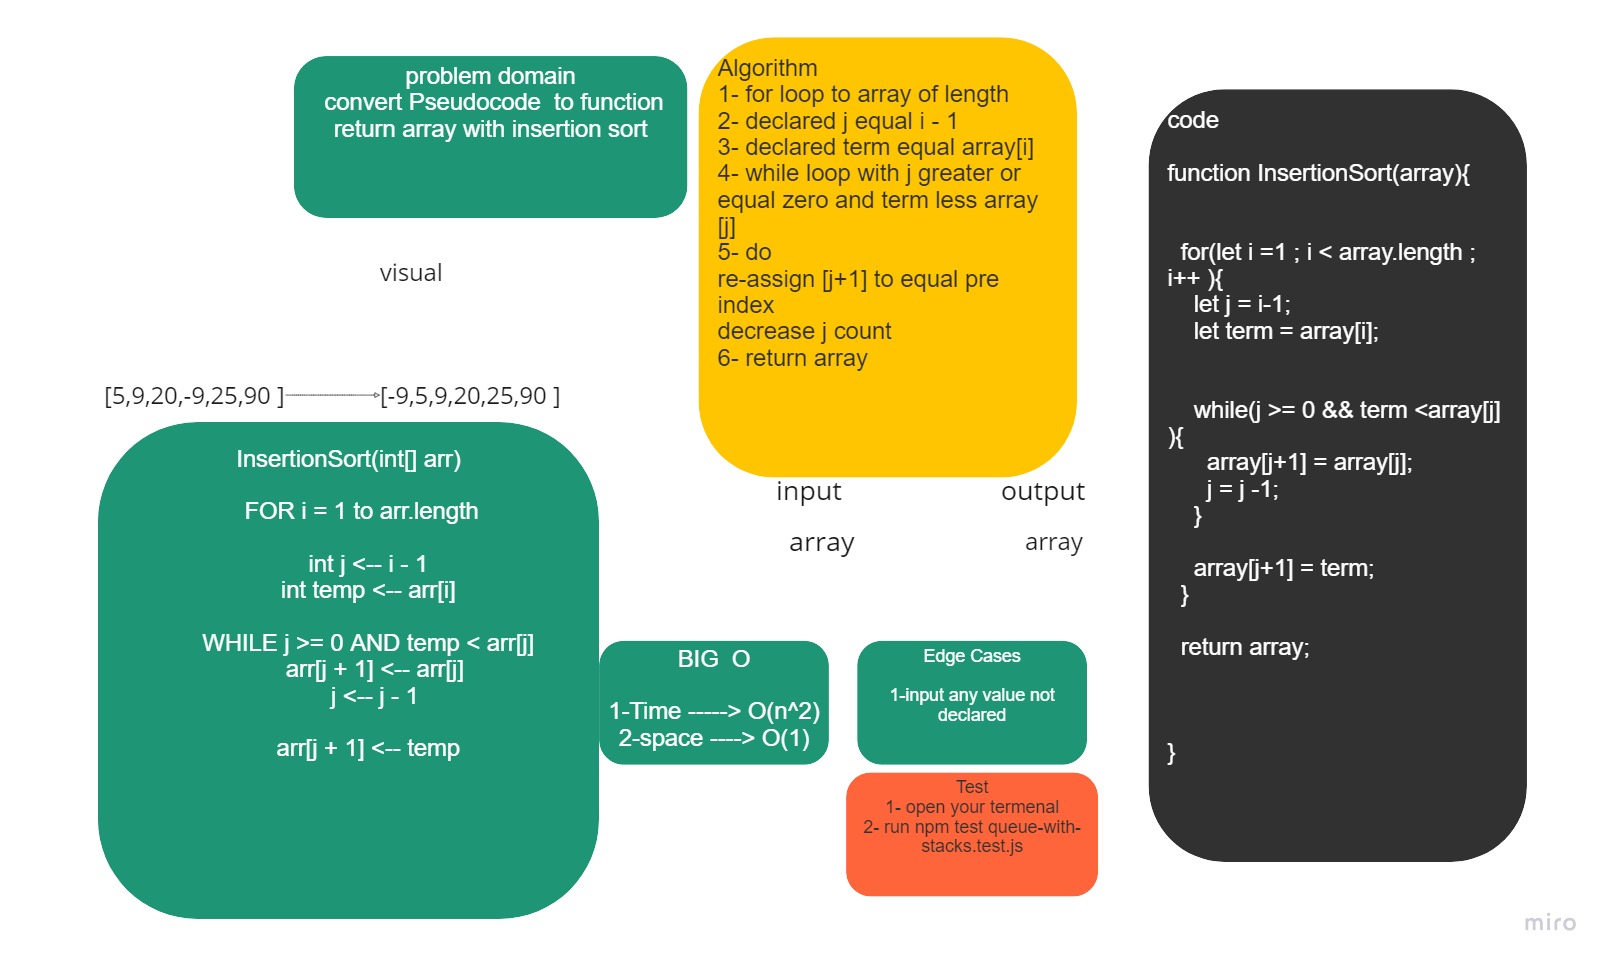 problem domain
convert Pseudocode  to function
return array with insertion sort
visual
[5,9,20,-9,25,90 ]
[-9,5,9,20,25,90 ]
InsertionSort(int[] arr)
FOR i = 1 to arr.length
int j <-- i - 1
int temp <-- arr[i]
WHILE j >= 0 AND temp < arr[j]
arr[j + 1] <-- arr[j]
j <-- j - 1
arr[j + 1] <-- temp
Algorithm
1- for loop to array of length
2- declared j equal i - 1
3- declared term equal array[i]
4- while loop with j greater or
equal zero and term less array
[j]
5- do
re-assign [j+1] to equal pre
index
decrease j count
6- return array
input
output
array
array
BIG  O
1-Time -----> O(n^2)
2-space ----> O(1)
Edge Cases
1-input any value not
declared
Test
1- open your termenal
2- run npm test queue-with-
stacks.test.js
code
function InsertionSort(array){
for(let i =1 ; i < array.length ;
i++ ){
let j = i-1;
let term = array[i];
while(j >= 0 && term <array[j]
){
array[j+1] = array[j];
j = j -1;
}
array[j+1] = term;
}
return array;
}
miro